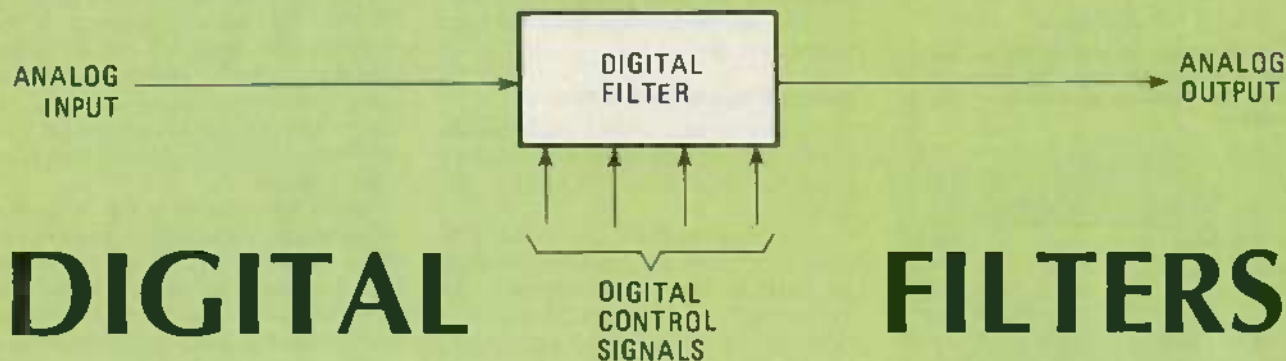 ANALOG
INPUT
DIGITAL
FILTER
ANALOG
OUTPUT
DIGITAL FILTERS
DIGITAL
CONTROL
SIGNALS